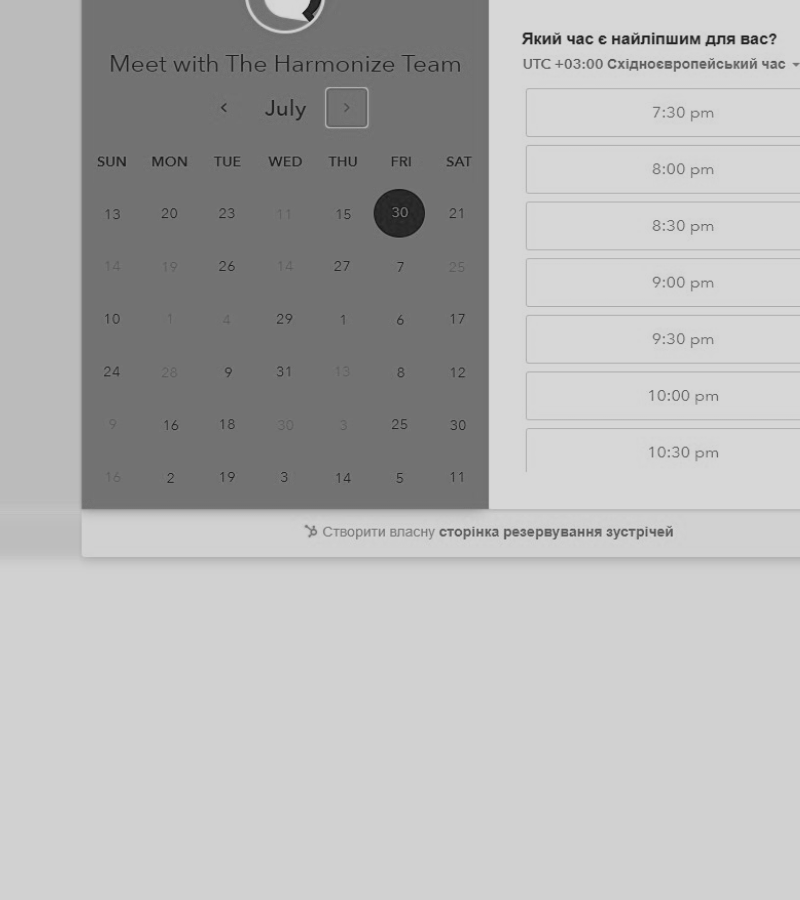 Meet with The Harmonize Team
July
SUN MON TUE WED THU FRI SAT
13 20 23 11 15 30 21
14 19 26 14 27 7 25
10 1 4 29 1 6 17
24 28 9 31 13 8 12
9 16 18 30 3 25 30
16 2 19 3 14 5 11
Який час є найліпшим для вас?
UTC +03:00 Східноєвропейський час
7:30 pm
8:00 pm
8:30 pm
9:00 pm
9:30 pm
10:00 pm
10:30 pm
Створити власну сторінка резервування зустрічей